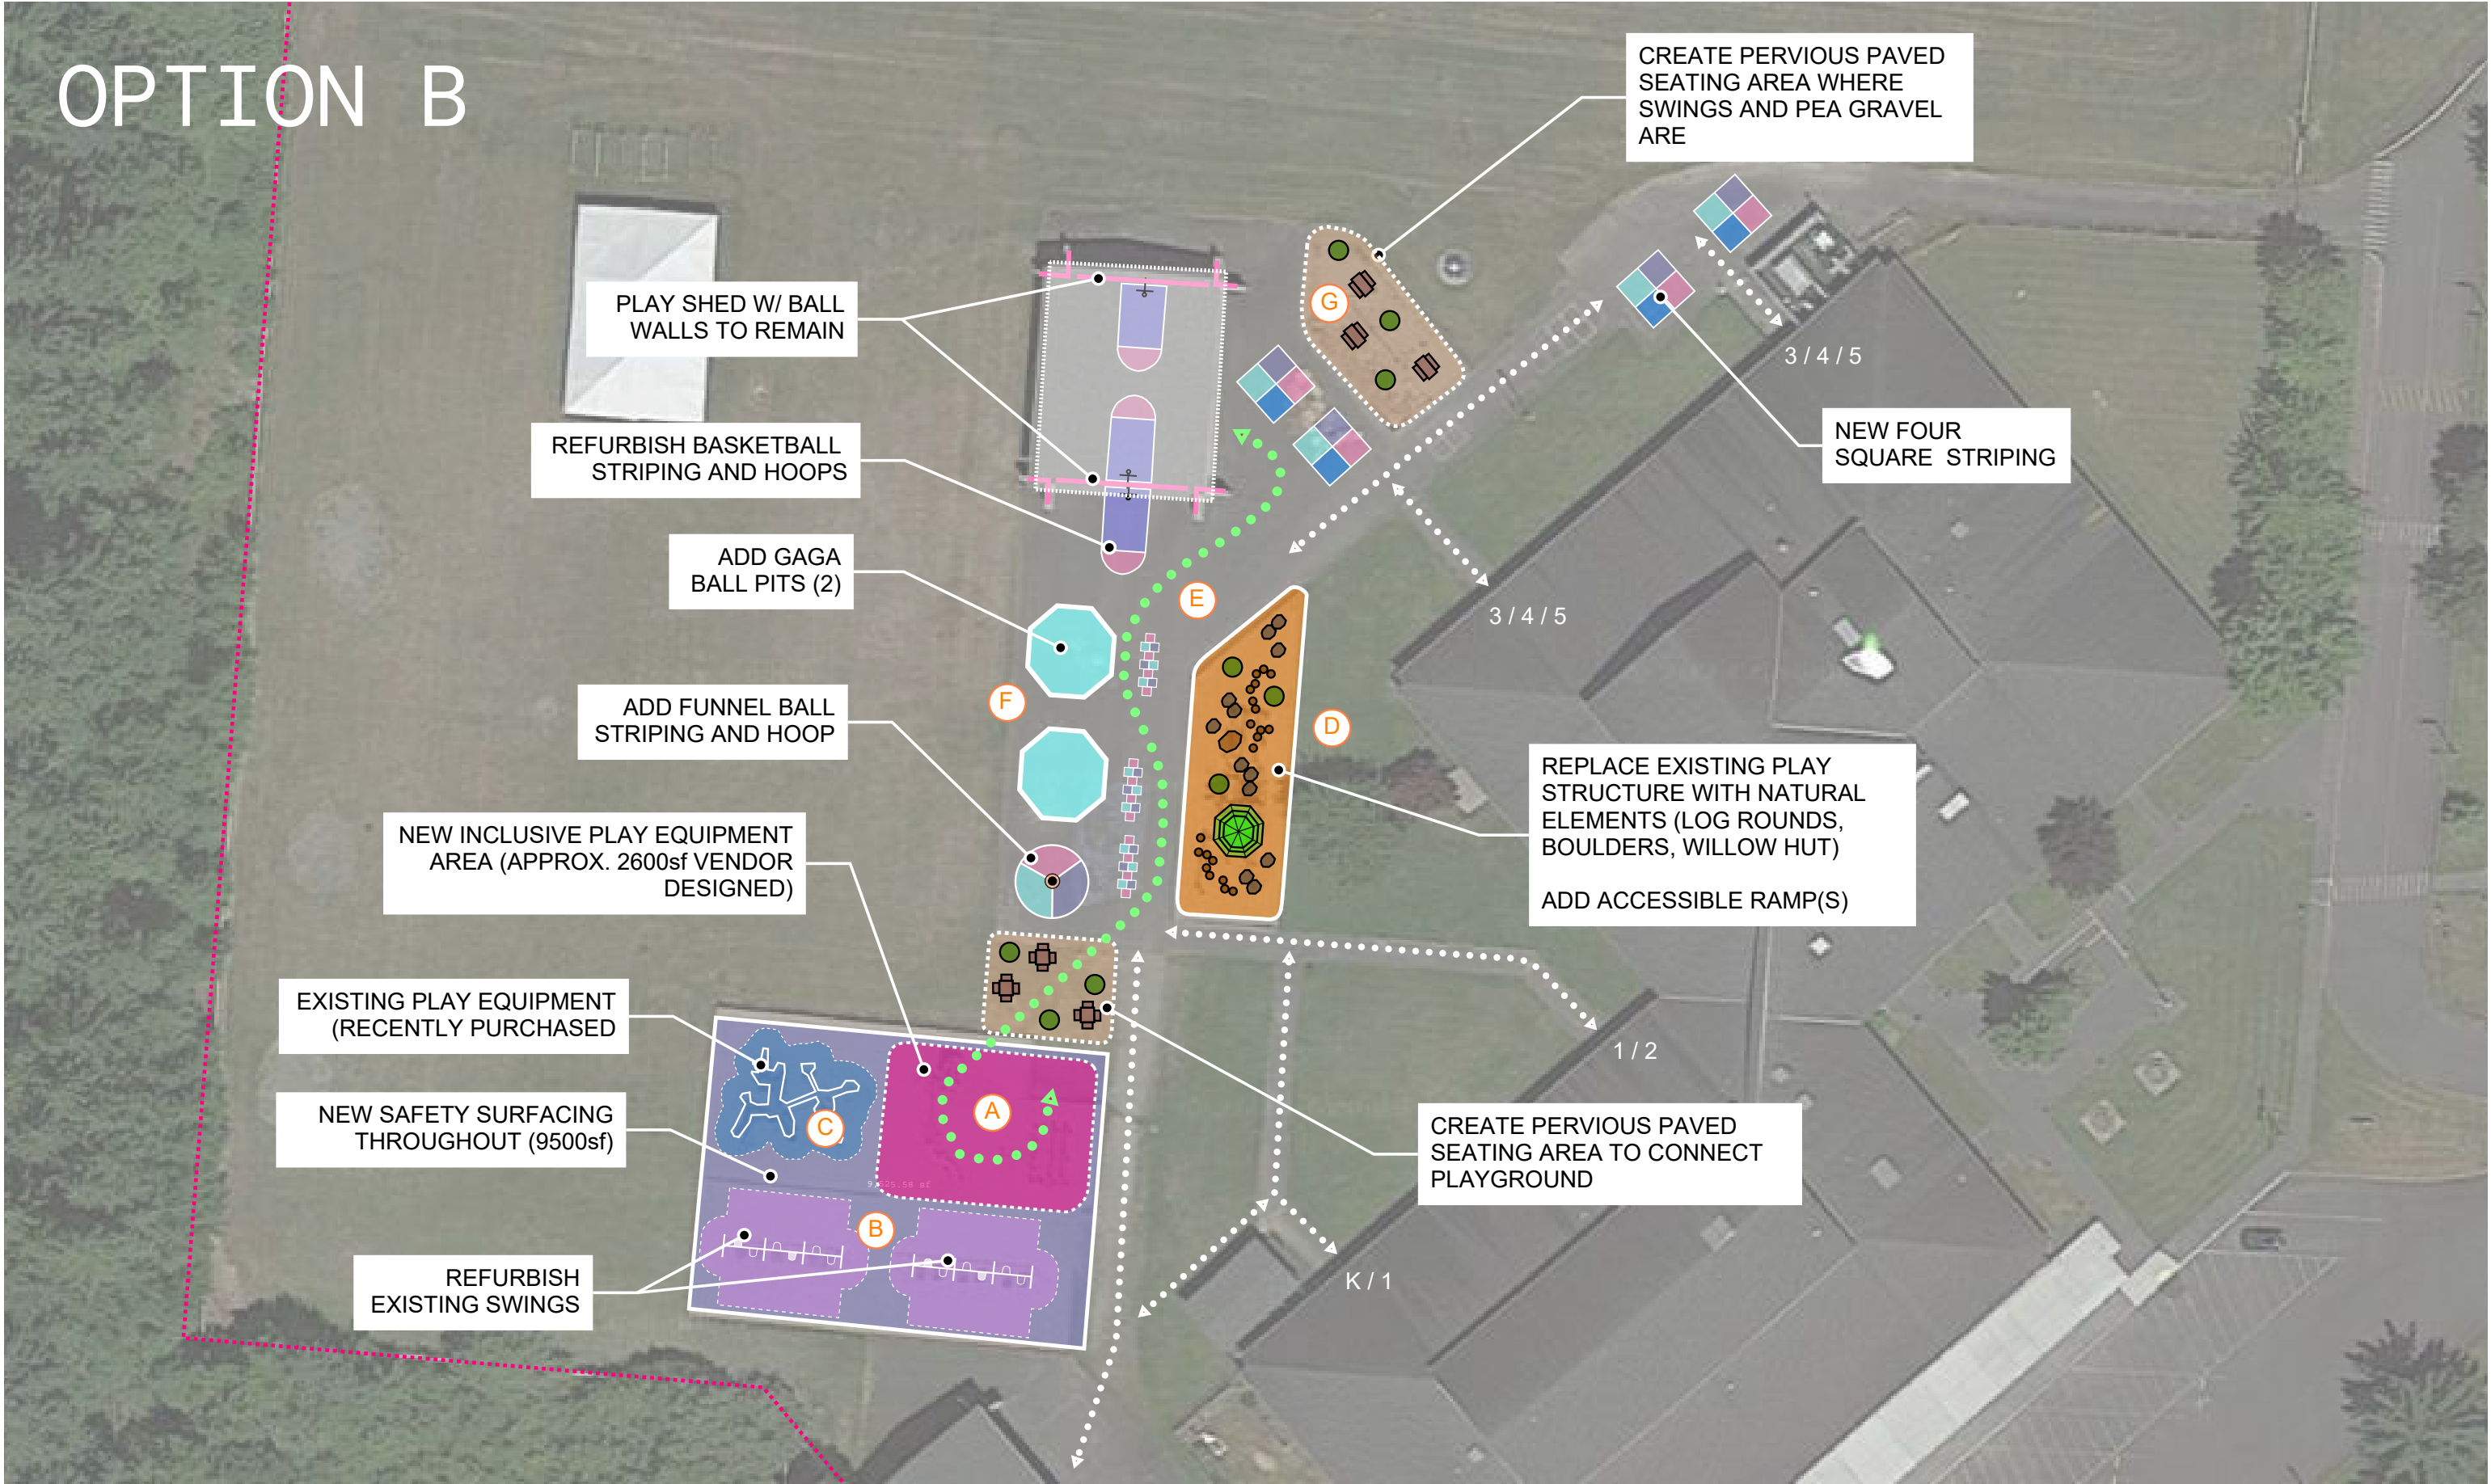 OPTION B
CREATE PERVIOUS PAVED
SEATING AREA WHERE
SWINGS AND PEA GRAVEL
ARE
PLAY SHED W/ BALL
WALLS TO REMAIN
G
3 / 4 / 5
REFURBISH BASKETBALL
STRIPING AND HOOPS
NEW FOUR
SQUARE STRIPING
ADD GAGA
BALL PITS (2)
E
3 / 4 / 5
F
ADD FUNNEL BALL
STRIPING AND HOOP
D
REPLACE EXISTING PLAY
STRUCTURE WITH NATURAL
ELEMENTS (LOG ROUNDS,
BOULDERS, WILLOW HUT)
ADD ACCESSIBLE RAMP(S)
NEW INCLUSIVE PLAY EQUIPMENT
AREA (APPROX. 2600sf VENDOR
DESIGNED)
EXISTING PLAY EQUIPMENT
(RECENTLY PURCHASED
1 / 2
A
C
NEW SAFETY SURFACING
THROUGHOUT (9500sf)
CREATE PERVIOUS PAVED
SEATING AREA TO CONNECT
PLAYGROUND
B
REFURBISH
EXISTING SWINGS
K / 1